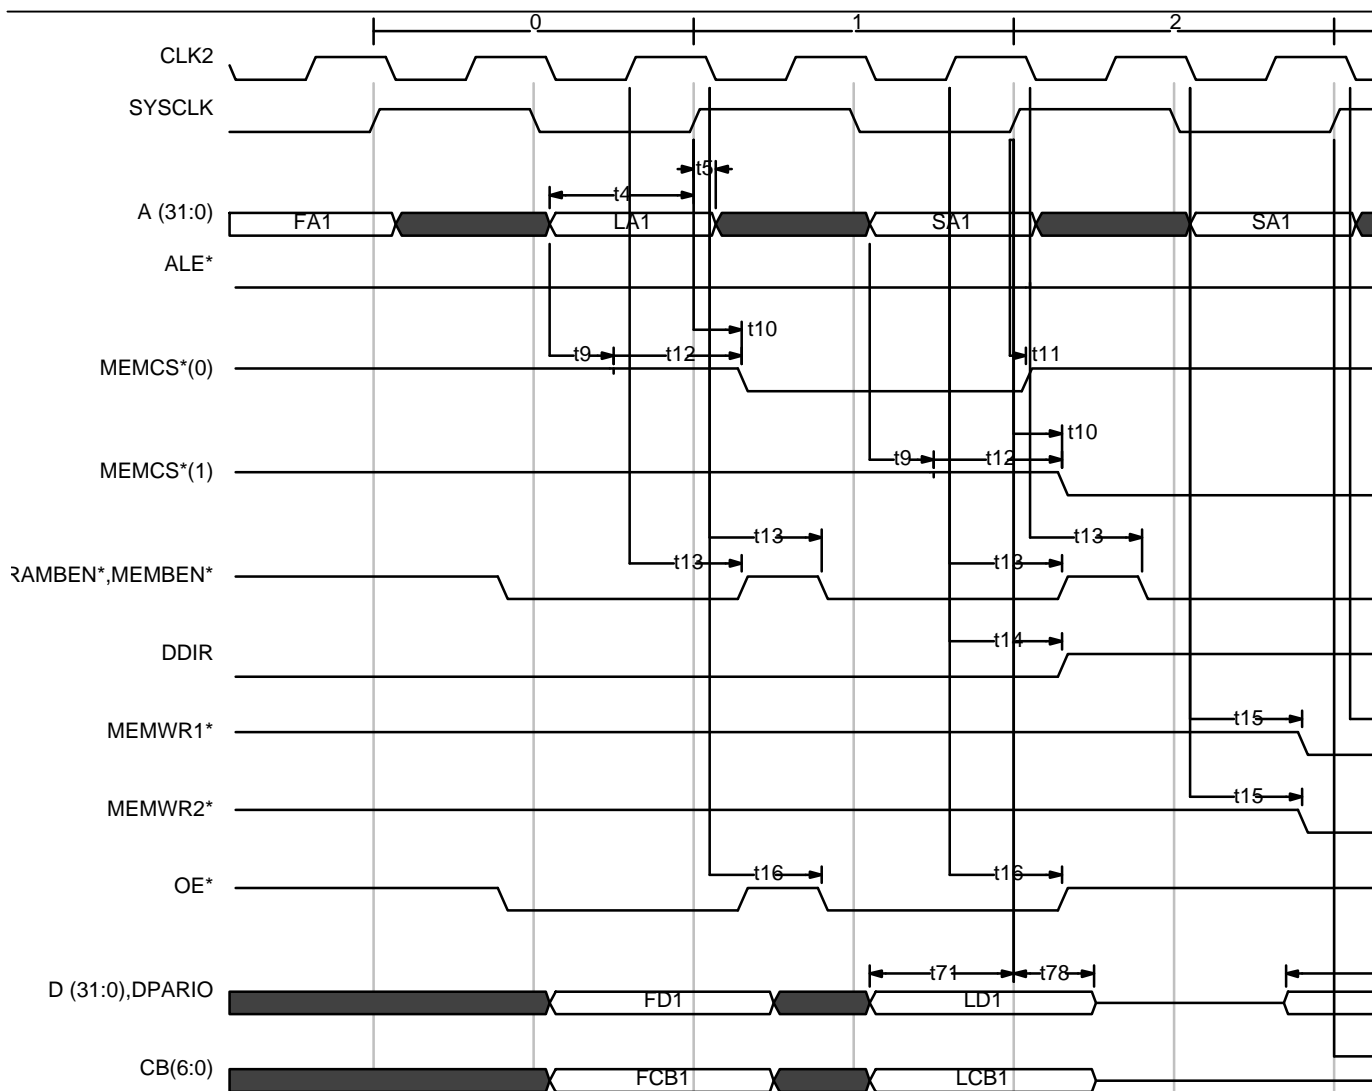 0 1 2
CLK2
SYSCLK
t5
t4
A (31:0) FA1 LA1 SA1 SA1
ALE*
t10
t9 t12 t11
MEMCS*(0)
t10
t9 t12
MEMCS*(1)
t13 t13
t13 t13
RAMBEN*,MEMBEN*
t14
DDIR
t15
MEMWR1*
t15
MEMWR2*
t16 t16
OE*
t71 t78
D (31:0),DPARIO FD1 LD1
CB(6:0) FCB1 LCB1